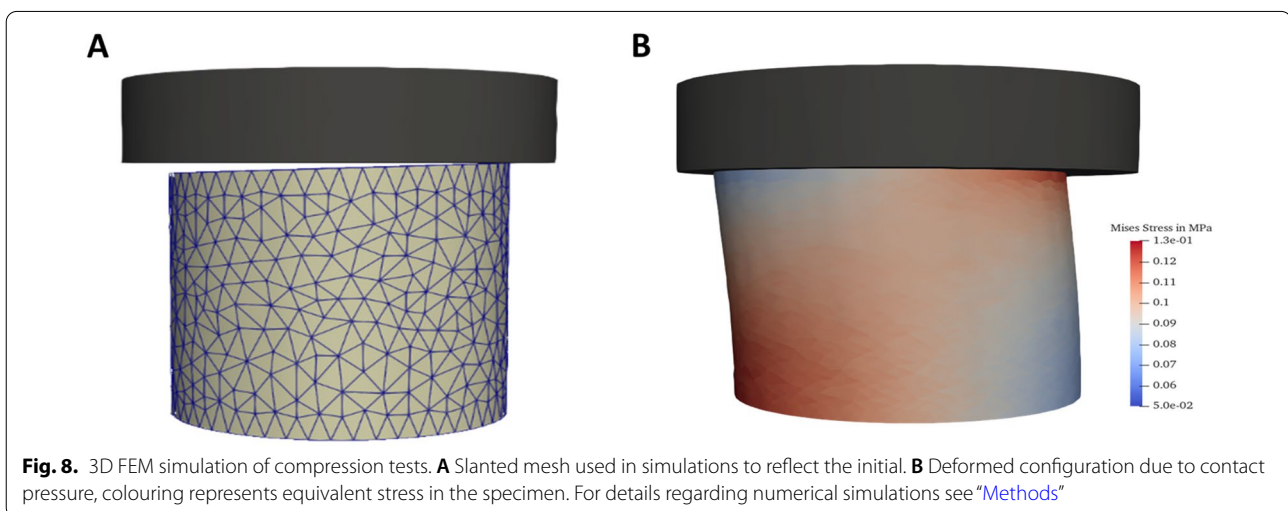 A
B
Mises Stress in MPa
1.3e-01
0.12
0.11
0.1
0.09
0.08
0.07
0.06
5.0e-02
Fig. 8. 3D FEM simulation of compression tests. A Slanted mesh used in simulations to reflect the initial. B Deformed configuration due to contact
pressure, colouring represents equivalent stress in the specimen. For details regarding numerical simulations see “Methods”